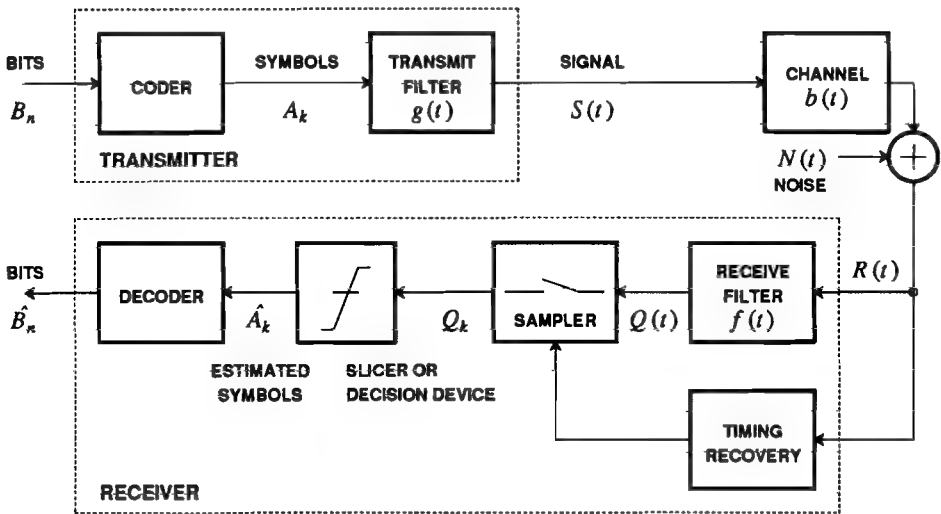 BITS
B_n
CODER
SYMBOLS
A_k
TRANSMIT
FILTER
g(t)
TRANSMITTER
SIGNAL
S(t)
CHANNEL
b(t)
N(t)
NOISE
+
BITS
B̂_n
DECODER
Â_k
ESTIMATED
SYMBOLS
SLICER OR
DECISION DEVICE
Q_k
SAMPLER
Q(t)
RECEIVE
FILTER
f(t)
R(t)
TIMING
RECOVERY
RECEIVER